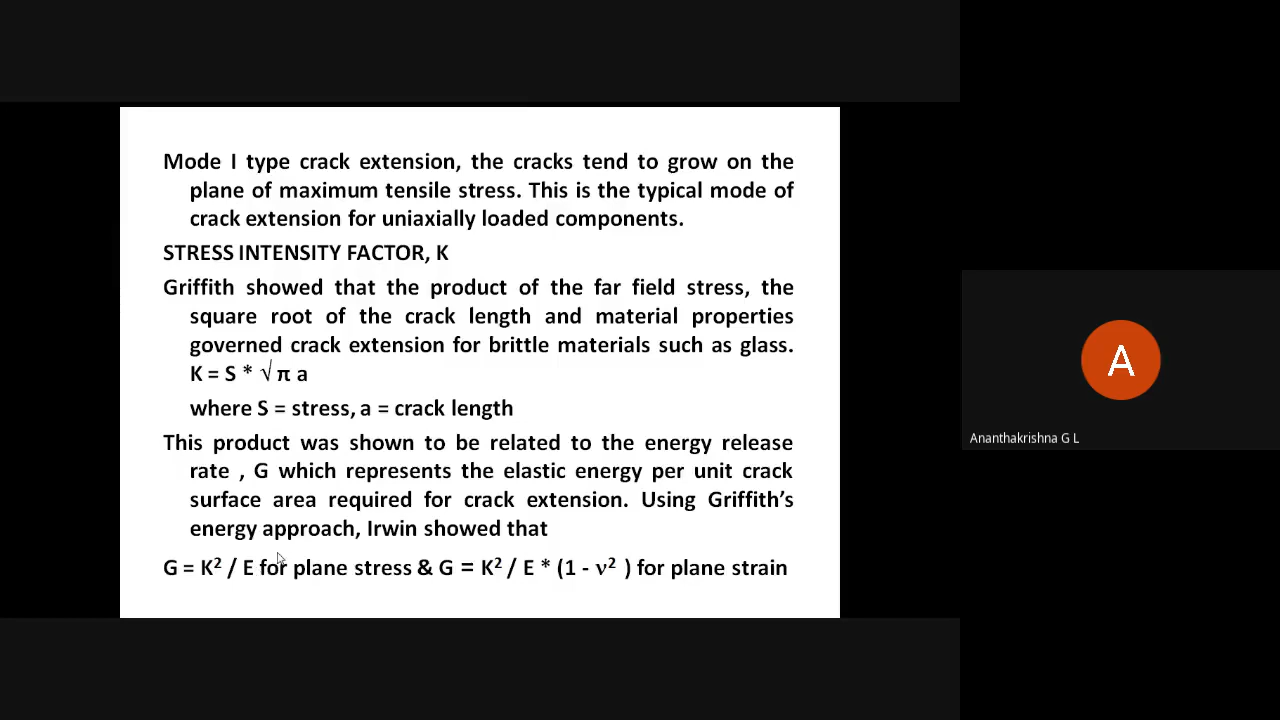 Mode I type crack extension, the cracks tend to grow on the
plane of maximum tensile stress. This is the typical mode of
crack extension for uniaxially loaded components.
STRESS INTENSITY FACTOR, K
Griffith showed that the product of the far field stress, the
square root of the crack length and material properties
governed crack extension for brittle materials such as glass.
K = S * √ π a
where S = stress, a = crack length
This product was shown to be related to the energy release
rate , G which represents the elastic energy per unit crack
surface area required for crack extension. Using Griffith’s
energy approach, Irwin showed that
G = K² / E for plane stress & G = K² / E * (1 - ν² ) for plane strain
A
Ananthakrishna G L